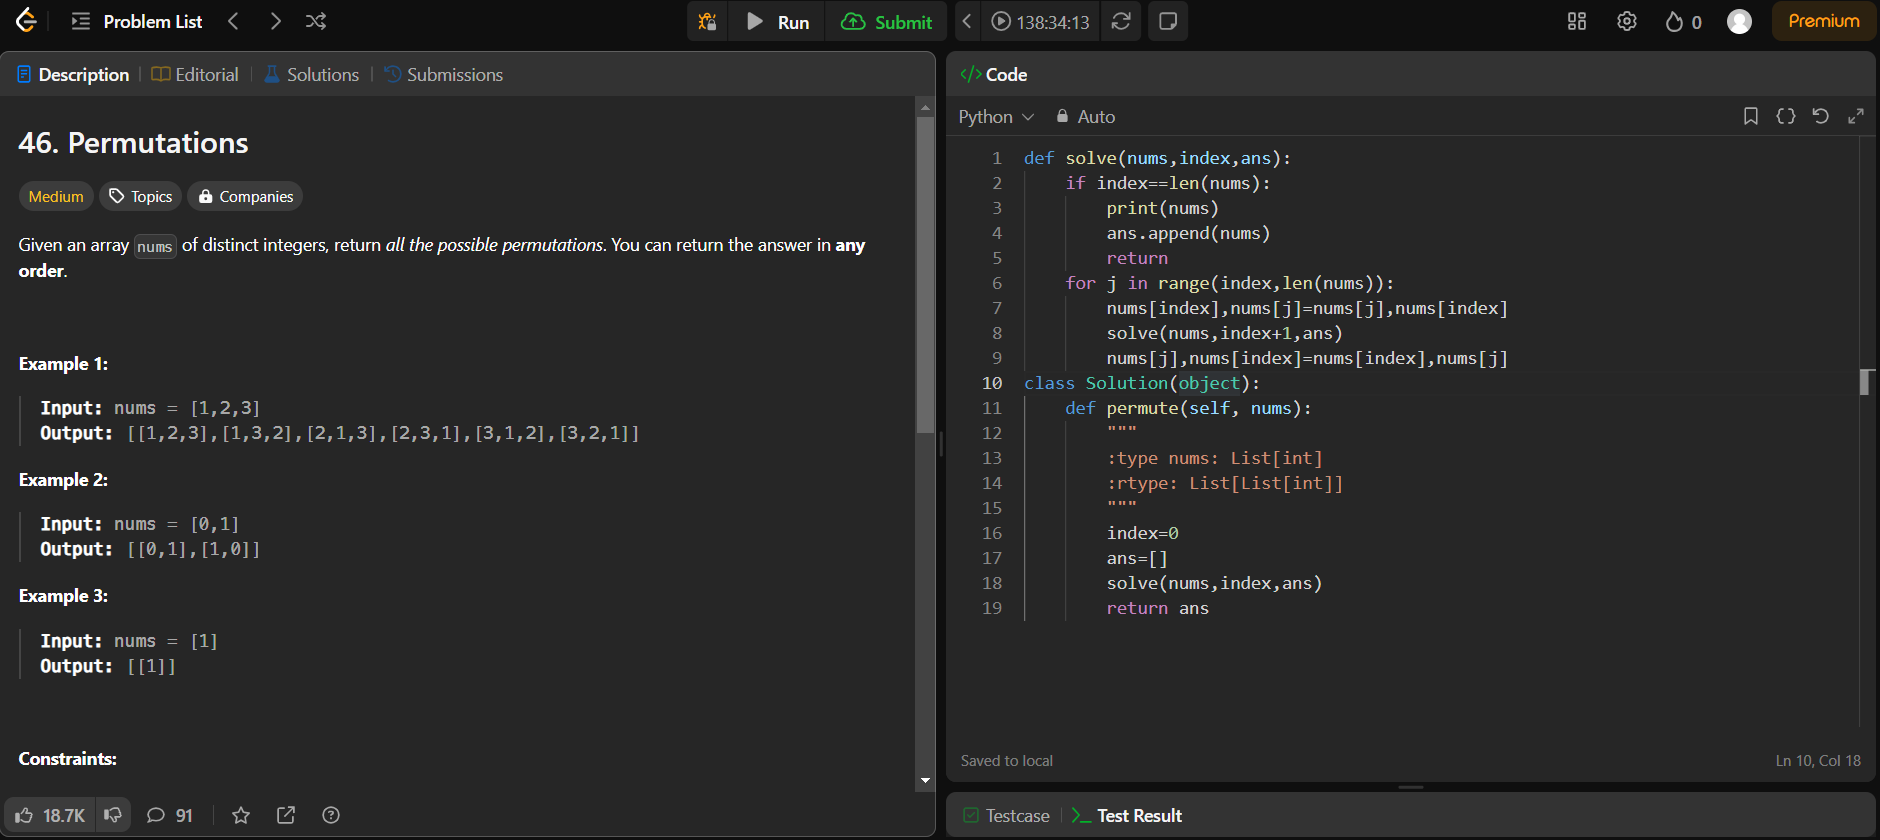 Problem List
Run
Submit
138:34:13
0
Premium
Description
Editorial
Solutions
Submissions
46. Permutations
Medium
Topics
Companies
Given an array nums of distinct integers, return all the possible permutations. You can return the answer in any
order.
Example 1:
Input: nums = [1,2,3]
Output: [[1,2,3],[1,3,2],[2,1,3],[2,3,1],[3,1,2],[3,2,1]]
Example 2:
Input: nums = [0,1]
Output: [[0,1],[1,0]]
Example 3:
Input: nums = [1]
Output: [[1]]
Constraints:
18.7K
91
</> Code
Python
Auto
1 def solve(nums,index,ans):
2 if index==len(nums):
3 print(nums)
4 ans.append(nums)
5 return
6 for j in range(index,len(nums)):
7 nums[index],nums[j]=nums[j],nums[index]
8 solve(nums,index+1,ans)
9 nums[j],nums[index]=nums[index],nums[j]
10 class Solution(object):
11 def permute(self, nums):
12 """
13 :type nums: List[int]
14 :rtype: List[List[int]]
15 """
16 index=0
17 ans=[]
18 solve(nums,index,ans)
19 return ans
Saved to local
Ln 10, Col 18
Testcase
Test Result